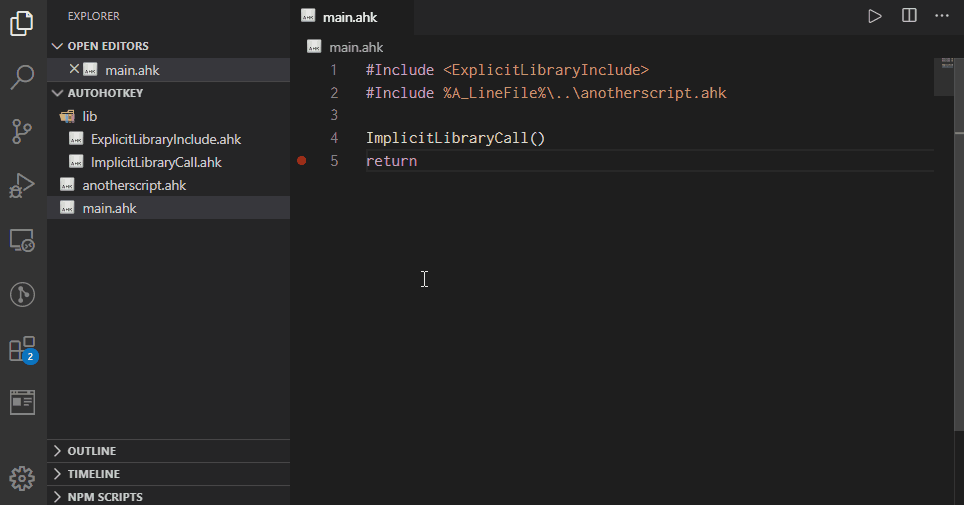 EXPLORER
OPEN EDITORS
main.ahk
AUTOHOTKEY
lib
ExplicitLibraryInclude.ahk
ImplicitLibraryCall.ahk
anotherscript.ahk
main.ahk
OUTLINE
TIMELINE
NPM SCRIPTS
2
main.ahk
main.ahk
1 #Include <ExplicitLibraryInclude>
2 #Include %A_LineFile%\..\anotherscript.ahk
3
4 ImplicitLibraryCall()
5 return